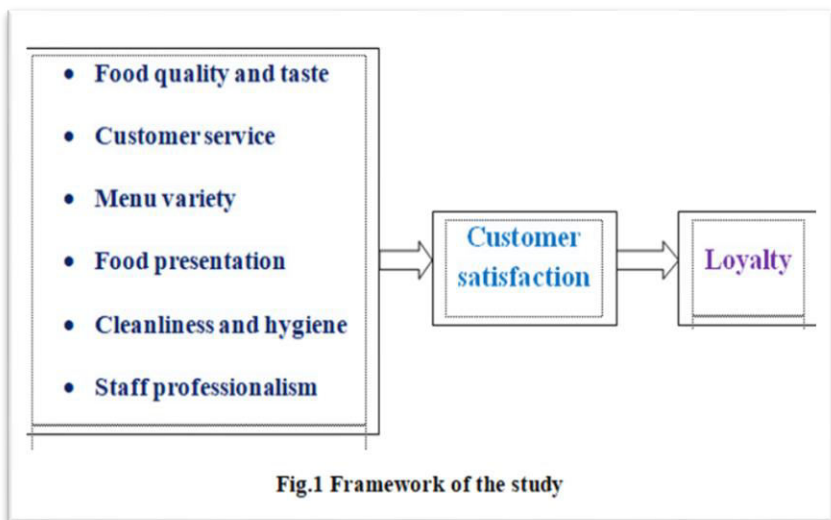 • Food quality and taste
• Customer service
• Menu variety
• Food presentation
• Cleanliness and hygiene
• Staff professionalism
Customer
satisfaction
Loyalty
Fig.1 Framework of the study